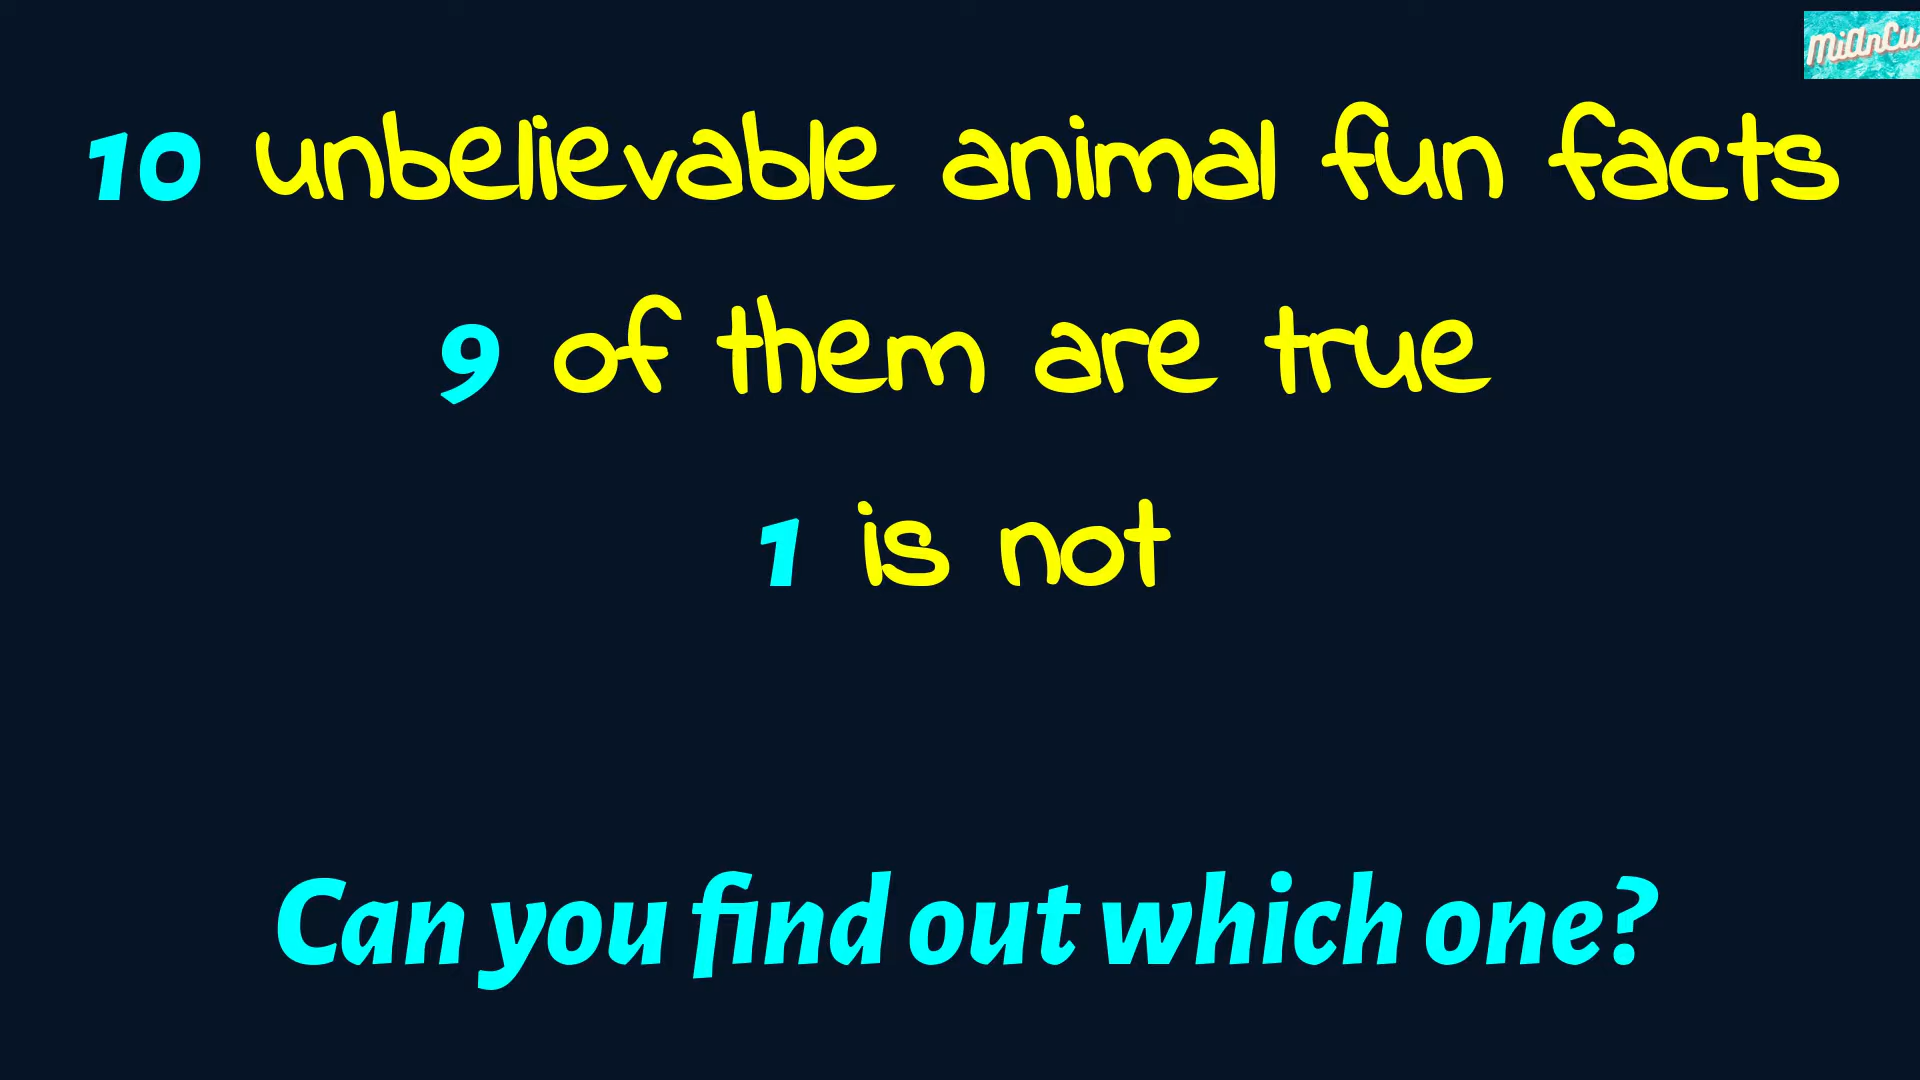 MiAnCu
10 unbelievable animal fun facts
9 of them are true
1 is not
Can you find out which one?